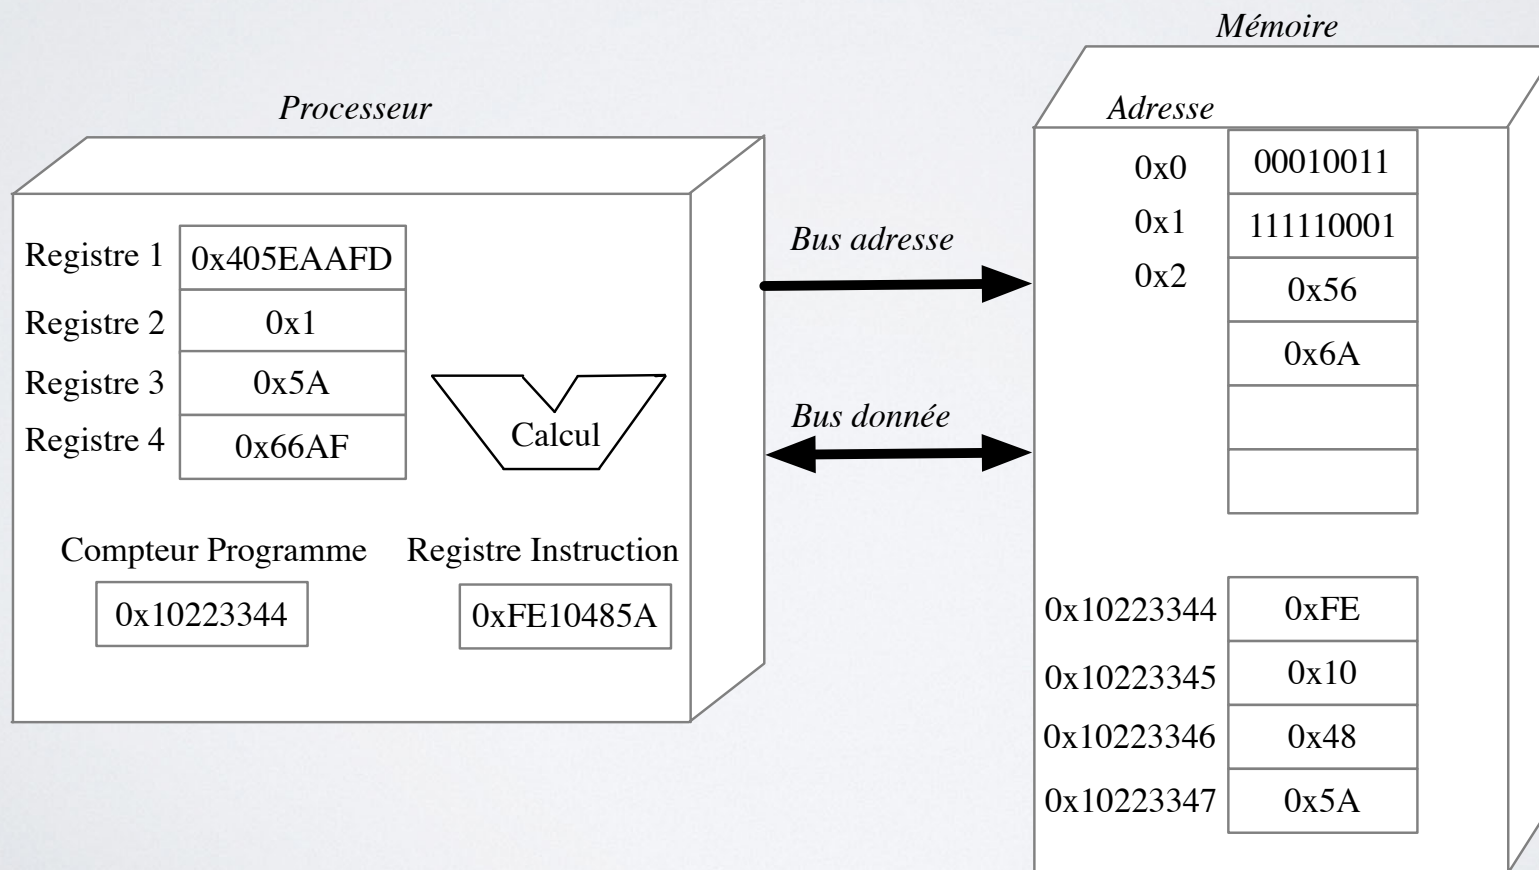 Mémoire
Processeur
Adresse
0x0 00010011
0x1 111110001
0x2 0x56
0x6A
Registre 1 0x405EAAFD
Registre 2 0x1
Registre 3 0x5A
Registre 4 0x66AF
Calcul
Bus adresse
Bus donnée
Compteur Programme
0x10223344
Registre Instruction
0xFE10485A
0x10223344 0xFE
0x10223345 0x10
0x10223346 0x48
0x10223347 0x5A